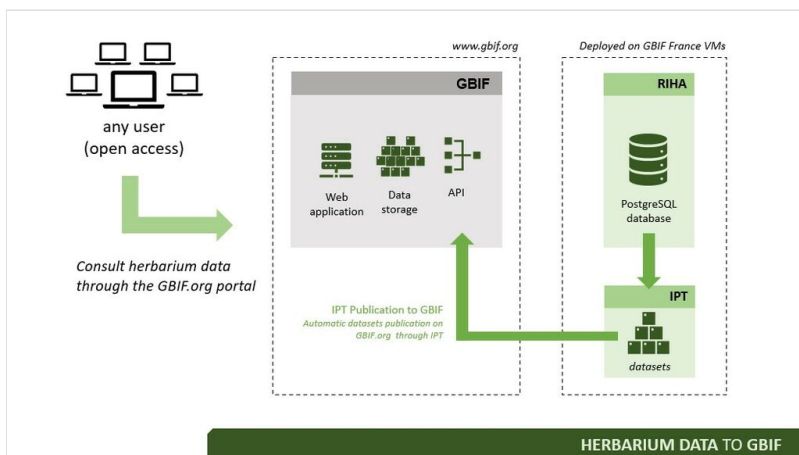 www.gbif.org
Deployed on GBIF France VMs
GBIF
RIHA
any user
(open access)
Web
application
Data
storage
API
PostgreSQL
database
Consult herbarium data
through the GBIF.org portal
IPT Publication to GBIF
Automatic datasets publication on
GBIF.org through IPT
IPT
datasets
HERBARIUM DATA TO GBIF